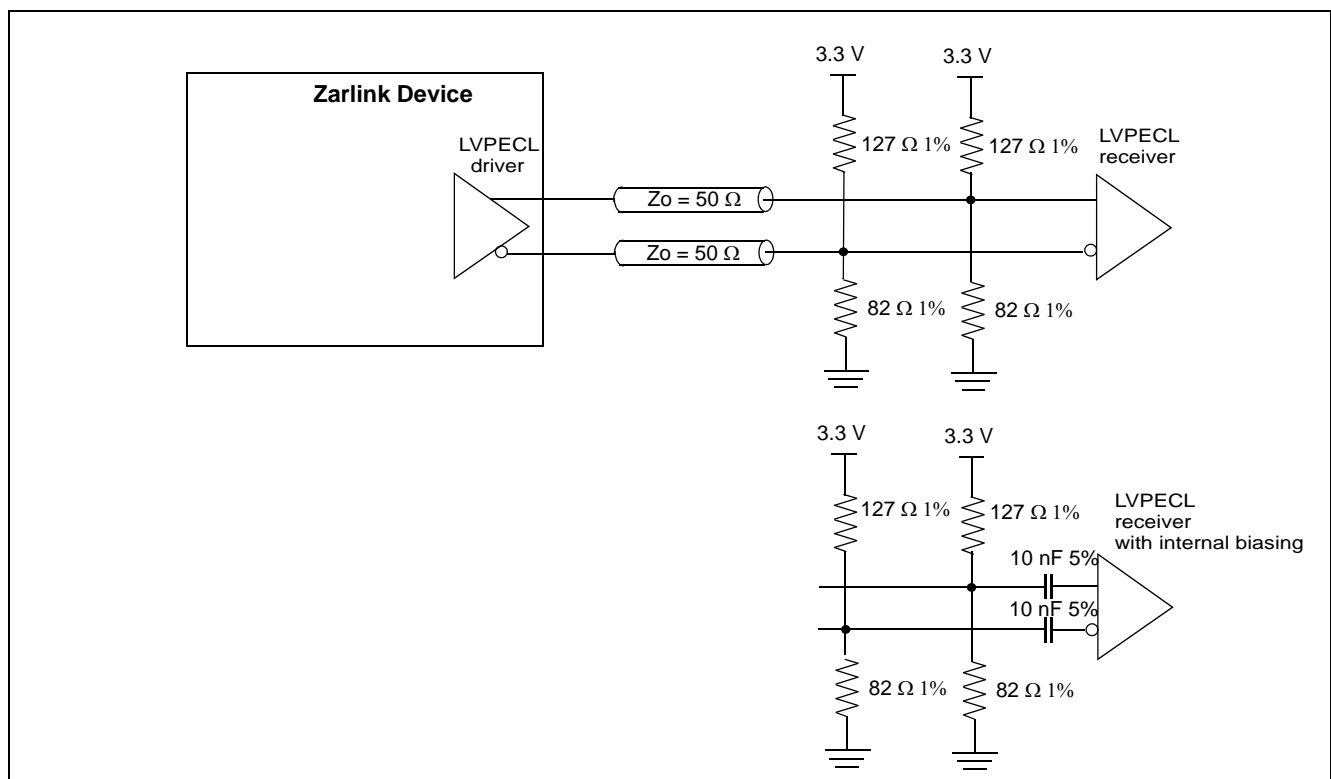 3.3 V
3.3 V
Zarlink Device
LVPECL
driver
127 Ω 1%
127 Ω 1%
LVPECL
receiver
Zo = 50 Ω
Zo = 50 Ω
82 Ω 1%
82 Ω 1%
3.3 V
3.3 V
127 Ω 1%
127 Ω 1%
LVPECL
receiver
with internal biasing
10 nF 5%
10 nF 5%
82 Ω 1%
82 Ω 1%